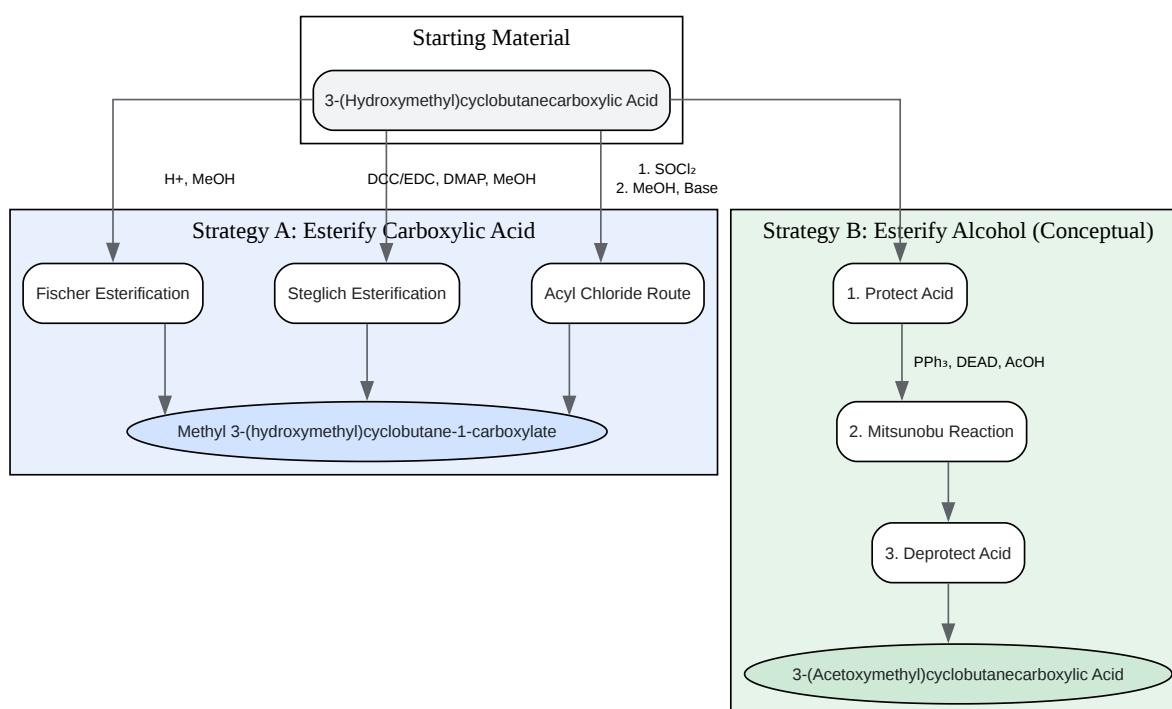 Starting Material
3-(Hydroxymethyl)cyclobutanecarboxylic Acid
H+, MeOH
DCC/EDC, DMAP, MeOH
1. SOCl₂
2. MeOH, Base
Strategy A: Esterify Carboxylic Acid
Fischer Esterification
Steglich Esterification
Acyl Chloride Route
Methyl 3-(hydroxymethyl)cyclobutane-1-carboxylate
Strategy B: Esterify Alcohol (Conceptual)
1. Protect Acid
PPh₃, DEAD, AcOH
2. Mitsunobu Reaction
3. Deprotect Acid
3-(Acetoxymethyl)cyclobutanecarboxylic Acid